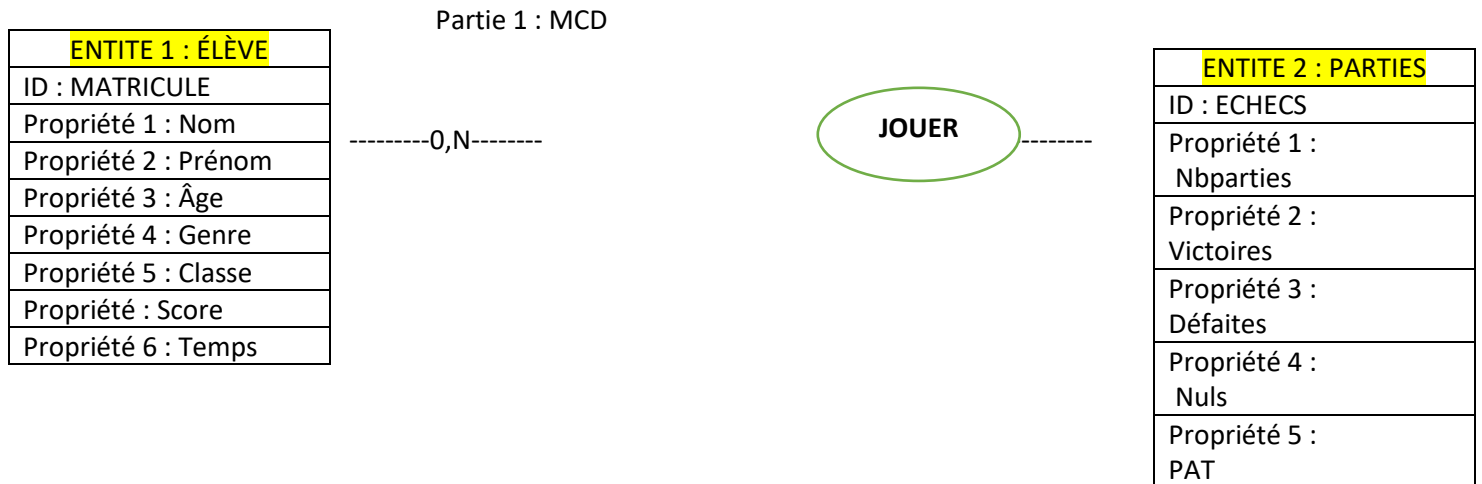 Partie 1 : MCD
ENTITE 1 : ÉLÈVE
ID : MATRICULE
Propriété 1 : Nom
Propriété 2 : Prénom
Propriété 3 : Âge
Propriété 4 : Genre
Propriété 5 : Classe
Propriété : Score
Propriété 6 : Temps
---------0,N--------
JOUER
--------
ENTITE 2 : PARTIES
ID : ECHECS
Propriété 1 :
Nbparties
Propriété 2 :
Victoires
Propriété 3 :
Défaites
Propriété 4 :
Nuls
Propriété 5 :
PAT